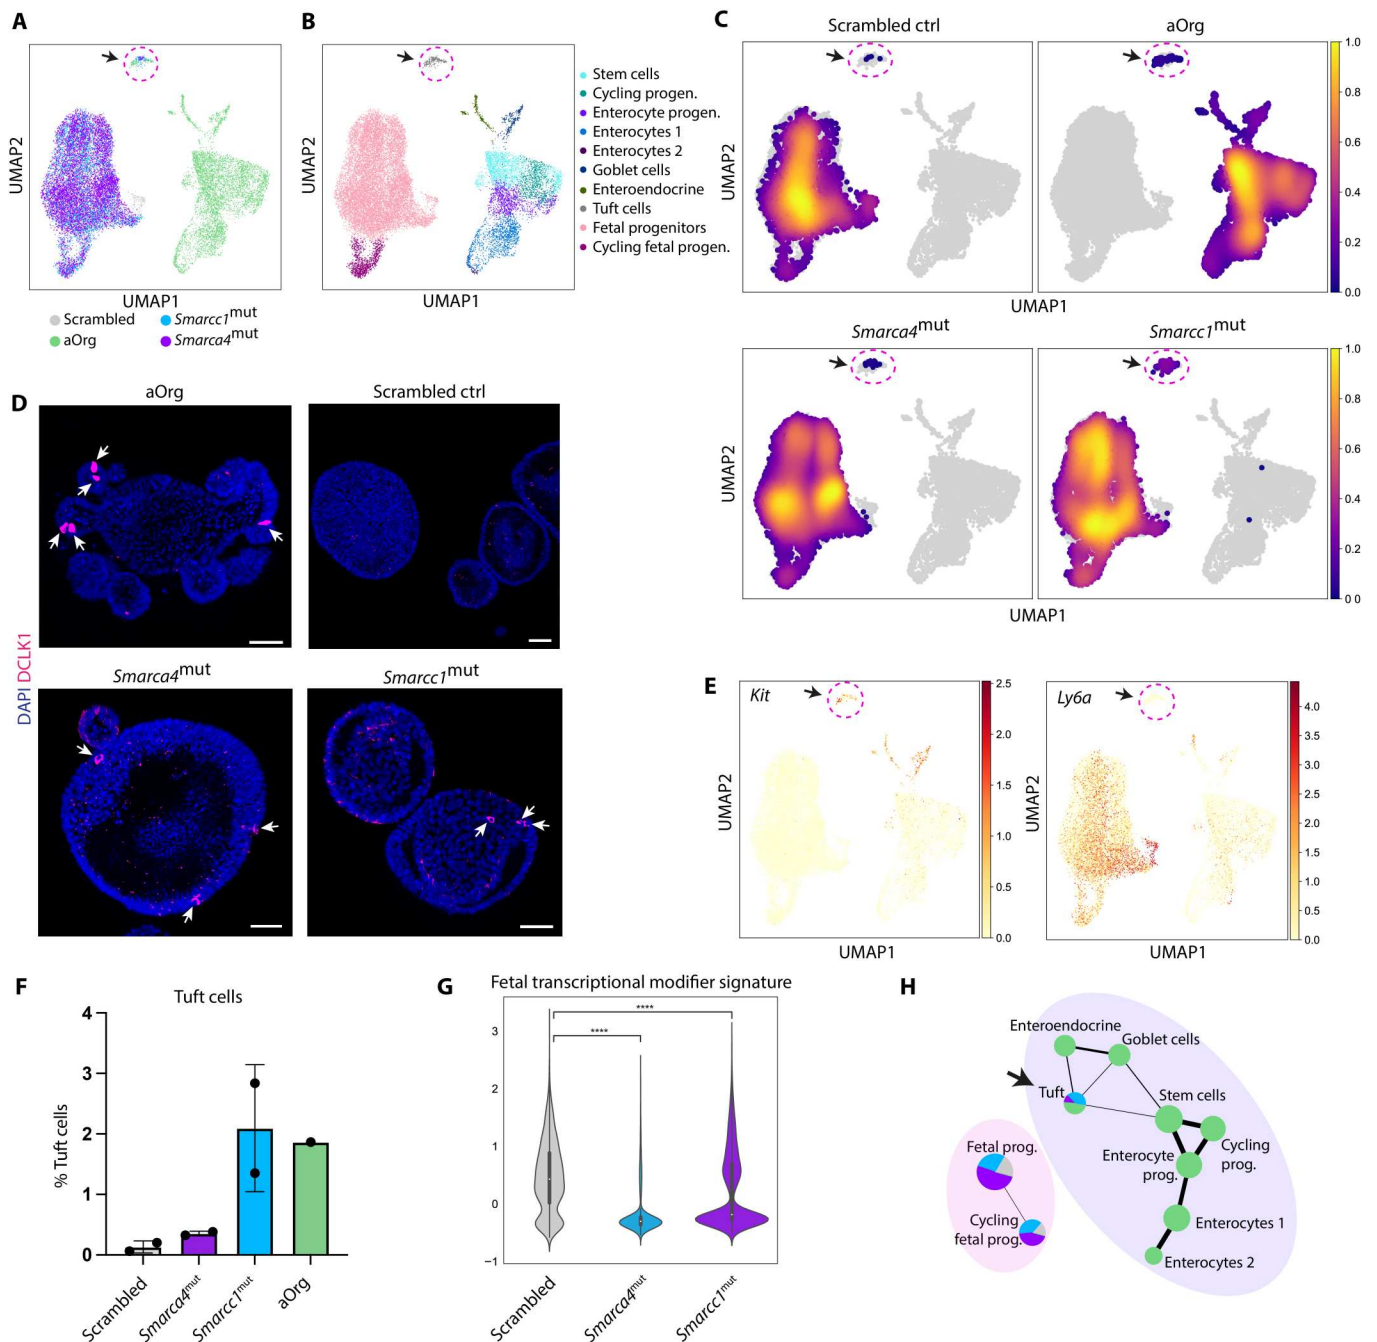 A
B
UMAP2
UMAP1
UMAP2
UMAP1
Stem cells
Cycling progen.
Enterocyte progen.
Enterocytes 1
Enterocytes 2
Goblet cells
Enteroendocrine
Tuft cells
Fetal progenitors
Cycling fetal progen.
Scrambled
Smarcc1mut
aOrg
Smarca4mut
C
Scrambled ctrl
aOrg
UMAP2
UMAP1
1.0
0.8
0.6
0.4
0.2
0.0
Smarca4mut
Smarcc1mut
UMAP2
UMAP1
1.0
0.8
0.6
0.4
0.2
0.0
D
aOrg
Scrambled ctrl
Smarca4mut
Smarcc1mut
DAPI DCLK1
E
Kit
UMAP2
UMAP1
2.5
2.0
1.5
1.0
0.5
0.0
Ly6a
UMAP2
UMAP1
4.0
3.5
3.0
2.5
2.0
1.5
1.0
0.5
0.0
F
Tuft cells
% Tuft cells
4
3
2
1
0
Scrambled
Smarca4mut
Smarcc1mut
aOrg
G
Fetal transcriptional modifier signature
****
****
3
2
1
0
−1
Scrambled
Smarca4mut
Smarcc1mut
H
Enteroendocrine
Goblet cells
Tuft
Stem cells
Cycling
prog.
Enterocyte
prog.
Enterocytes 1
Enterocytes 2
Fetal prog.
Cycling
fetal prog.